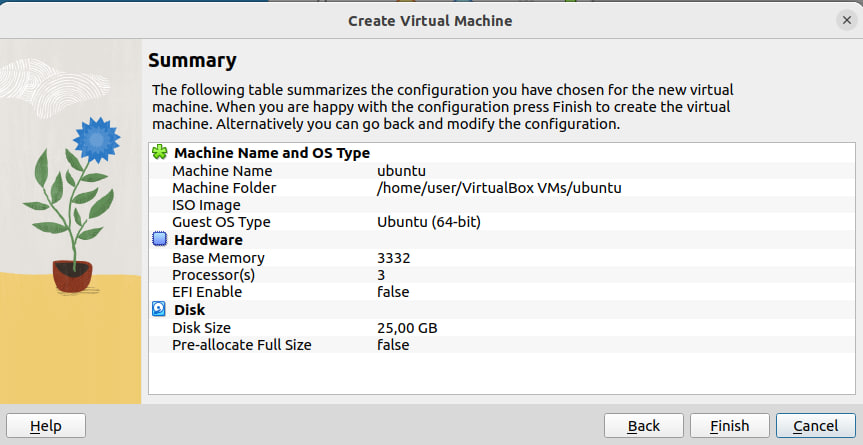 Create Virtual Machine
Summary
The following table summarizes the configuration you have chosen for the new virtual
machine. When you are happy with the configuration press Finish to create the virtual
machine. Alternatively you can go back and modify the configuration.
Machine Name and OS Type
Machine Name ubuntu
Machine Folder /home/user/VirtualBox VMs/ubuntu
ISO Image
Guest OS Type Ubuntu (64-bit)
Hardware
Base Memory 3332
Processor(s) 3
EFI Enable false
Disk
Disk Size 25,00 GB
Pre-allocate Full Size false
Help Back Finish Cancel